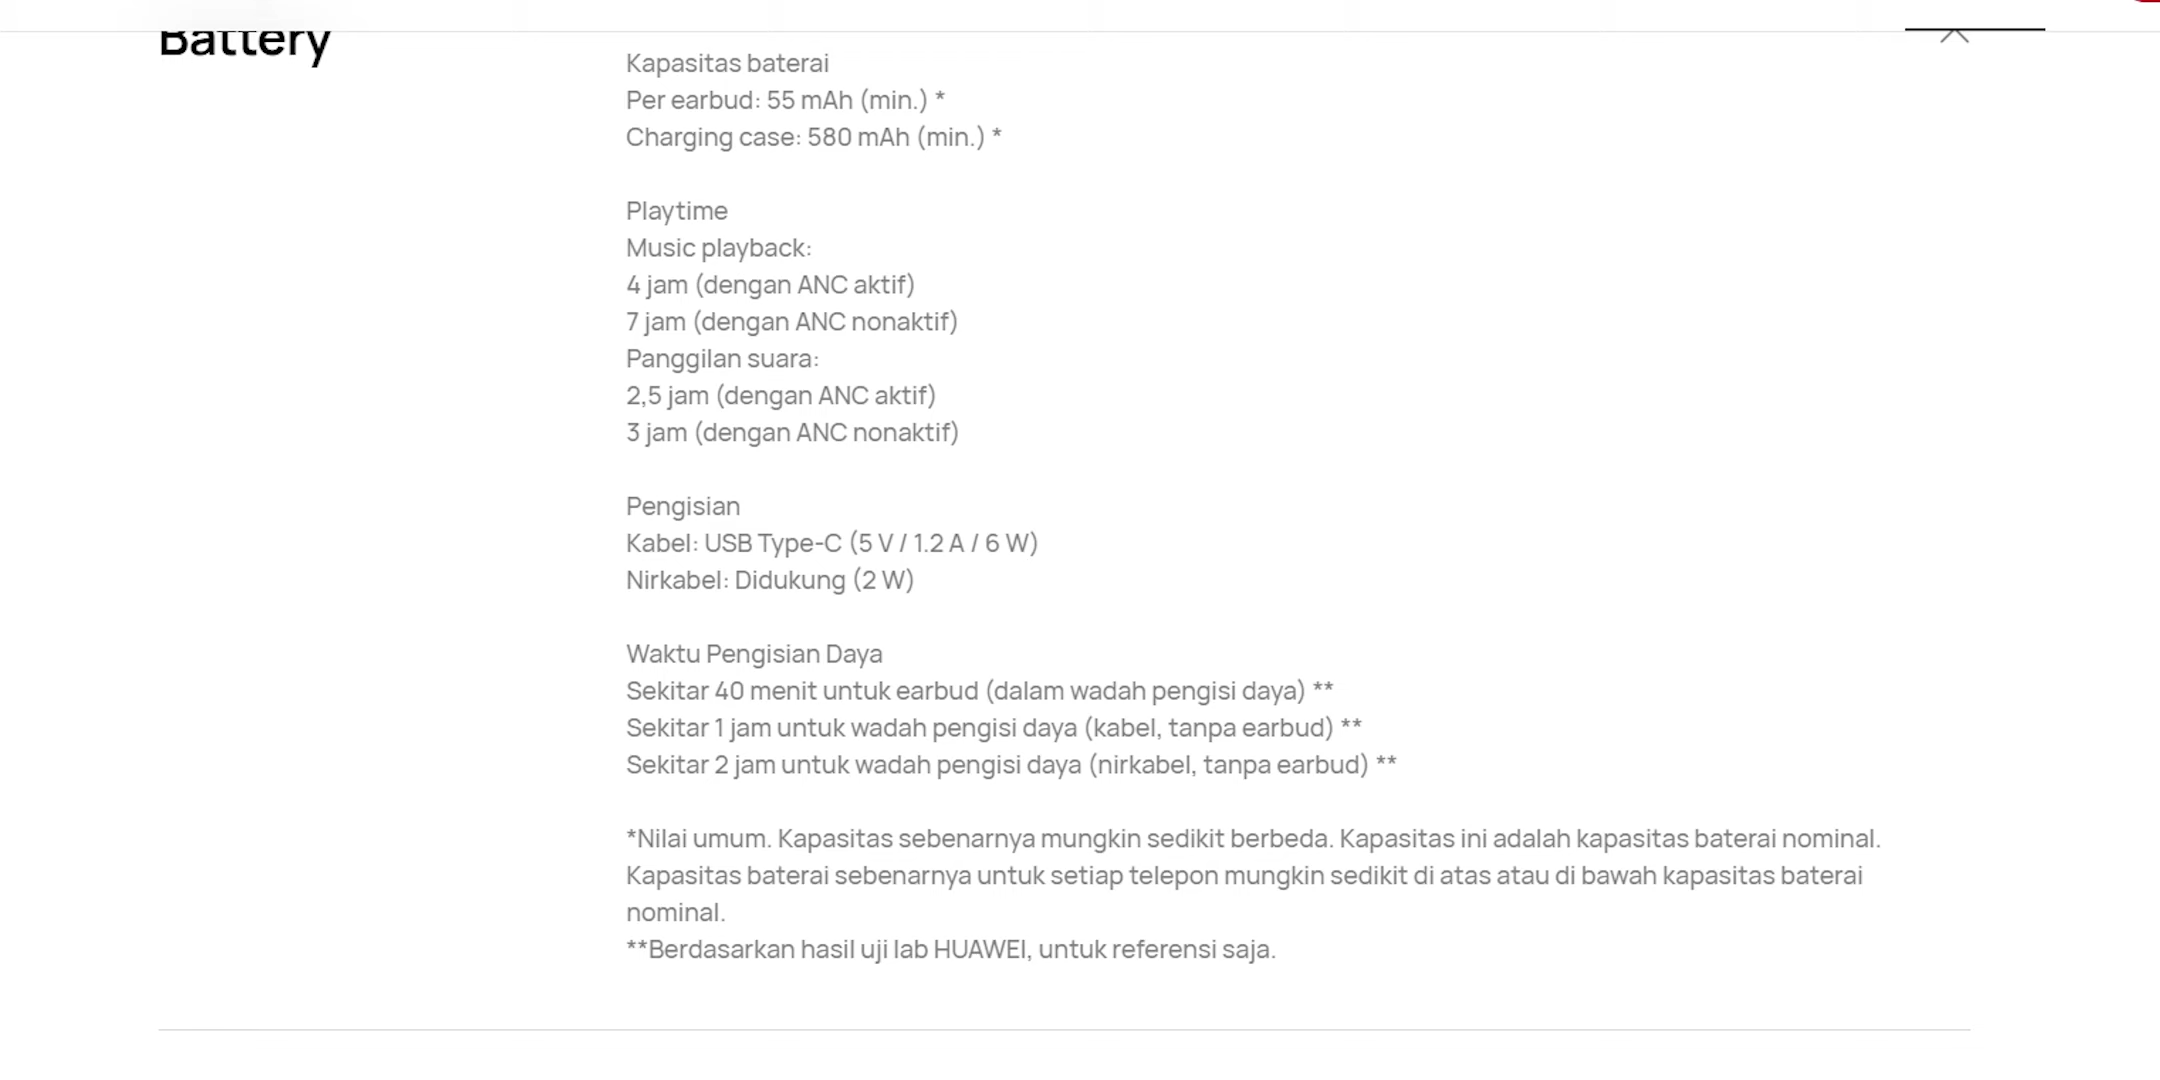 Battery
Kapasitas baterai
Per earbud: 55 mAh (min.) *
Charging case: 580 mAh (min.) *
Playtime
Music playback:
4 jam (dengan ANC aktif)
7 jam (dengan ANC nonaktif)
Panggilan suara:
2,5 jam (dengan ANC aktif)
3 jam (dengan ANC nonaktif)
Pengisian
Kabel: USB Type-C (5 V / 1.2 A / 6 W)
Nirkabel: Didukung (2 W)
Waktu Pengisian Daya
Sekitar 40 menit untuk earbud (dalam wadah pengisi daya) **
Sekitar 1 jam untuk wadah pengisi daya (kabel, tanpa earbud) **
Sekitar 2 jam untuk wadah pengisi daya (nirkabel, tanpa earbud) **
*Nilai umum. Kapasitas sebenarnya mungkin sedikit berbeda. Kapasitas ini adalah kapasitas baterai nominal.
Kapasitas baterai sebenarnya untuk setiap telepon mungkin sedikit di atas atau di bawah kapasitas baterai
nominal.
**Berdasarkan hasil uji lab HUAWEI, untuk referensi saja.